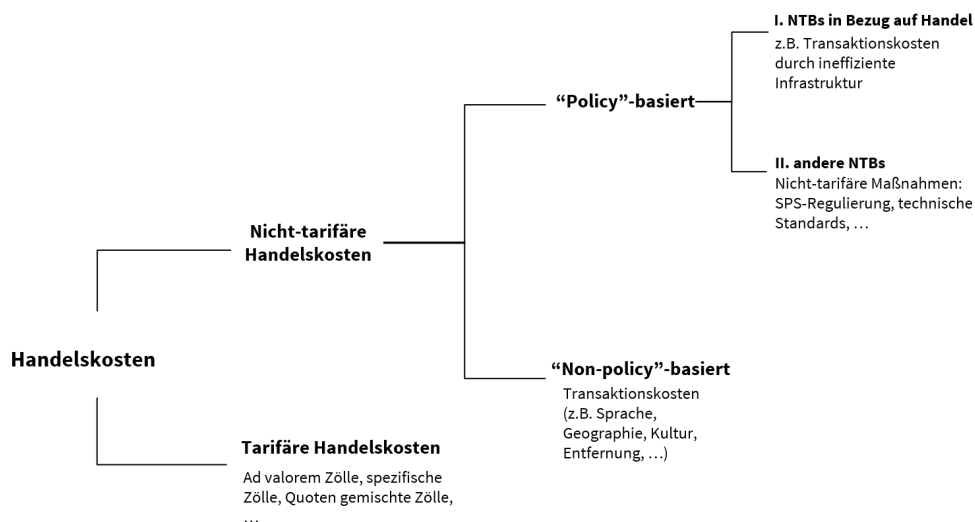 I. NTBs in Bezug auf Handel
z.B. Transaktionskosten
durch ineffiziente
Infrastruktur
“Policy”-basiert
II. andere NTBs
Nicht-tarifäre Maßnahmen:
SPS-Regulierung, technische
Standards, …
Nicht-tarifäre
Handelskosten
Handelskosten
“Non-policy”-basiert
Transaktionskosten
(z.B. Sprache,
Geographie, Kultur,
Entfernung, …)
Tarifäre Handelskosten
Ad valorem Zölle, spezifische
Zölle, Quoten gemischte Zölle,
…